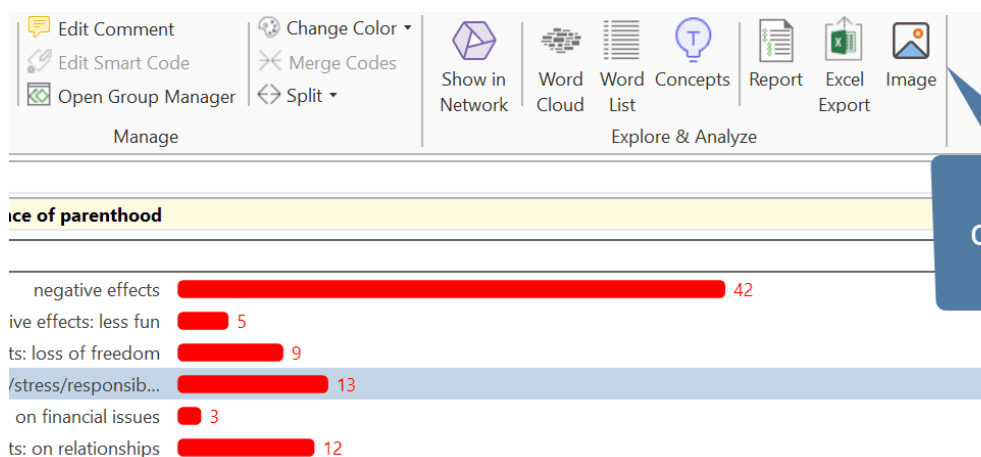 Edit Comment
Edit Smart Code
Open Group Manager
Manage
Change Color
Merge Codes
Split
Show in
Network
Word
Cloud
Word
List
Concepts
Report
Excel
Export
Image
Explore & Analyze
nce of parenthood
negative effects 42
ive effects: less fun 5
ts: loss of freedom 9
/stress/responsib... 13
on financial issues 3
ts: on relationships 12